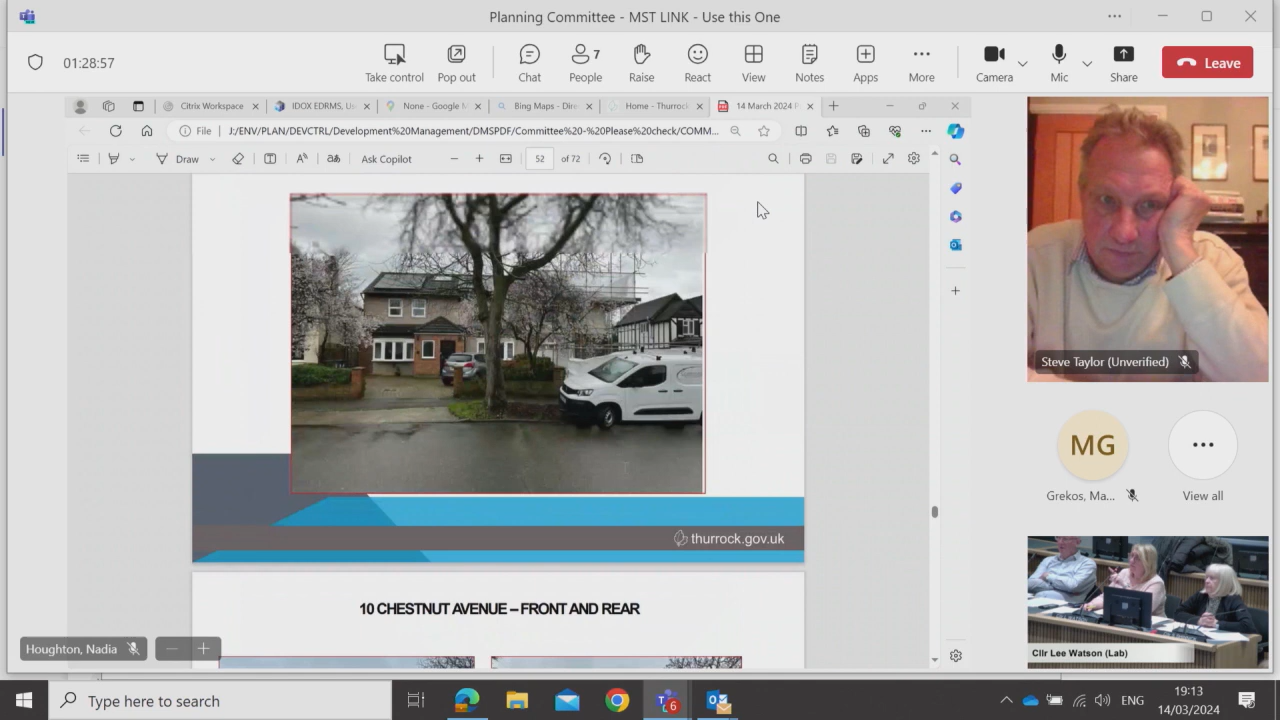 Planning Committee - MST LINK - Use this One
01:28:57
Take control
Pop out
Chat
7
People
Raise
React
View
Notes
Apps
More
Camera
Mic
Share
Leave
Citrix Workspace
IDOX EDRMS, Us
None - Google M
Bing Maps - Dire
Home - Thurrock
14 March 2024 P
File
J:/ENV/PLAN/DEVCTRL/Development%20Management/DMSPDF/Committee%20-%20Please%20check/COMM...
Draw
aあ
Ask Copilot
52
of 72
thurrock.gov.uk
10 CHESTNUT AVENUE – FRONT AND REAR
Houghton, Nadia
Steve Taylor (Unverified)
MG
Grekos, Ma...
View all
Cllr Lee Watson (Lab)
Type here to search
6
ENG
19:13
14/03/2024